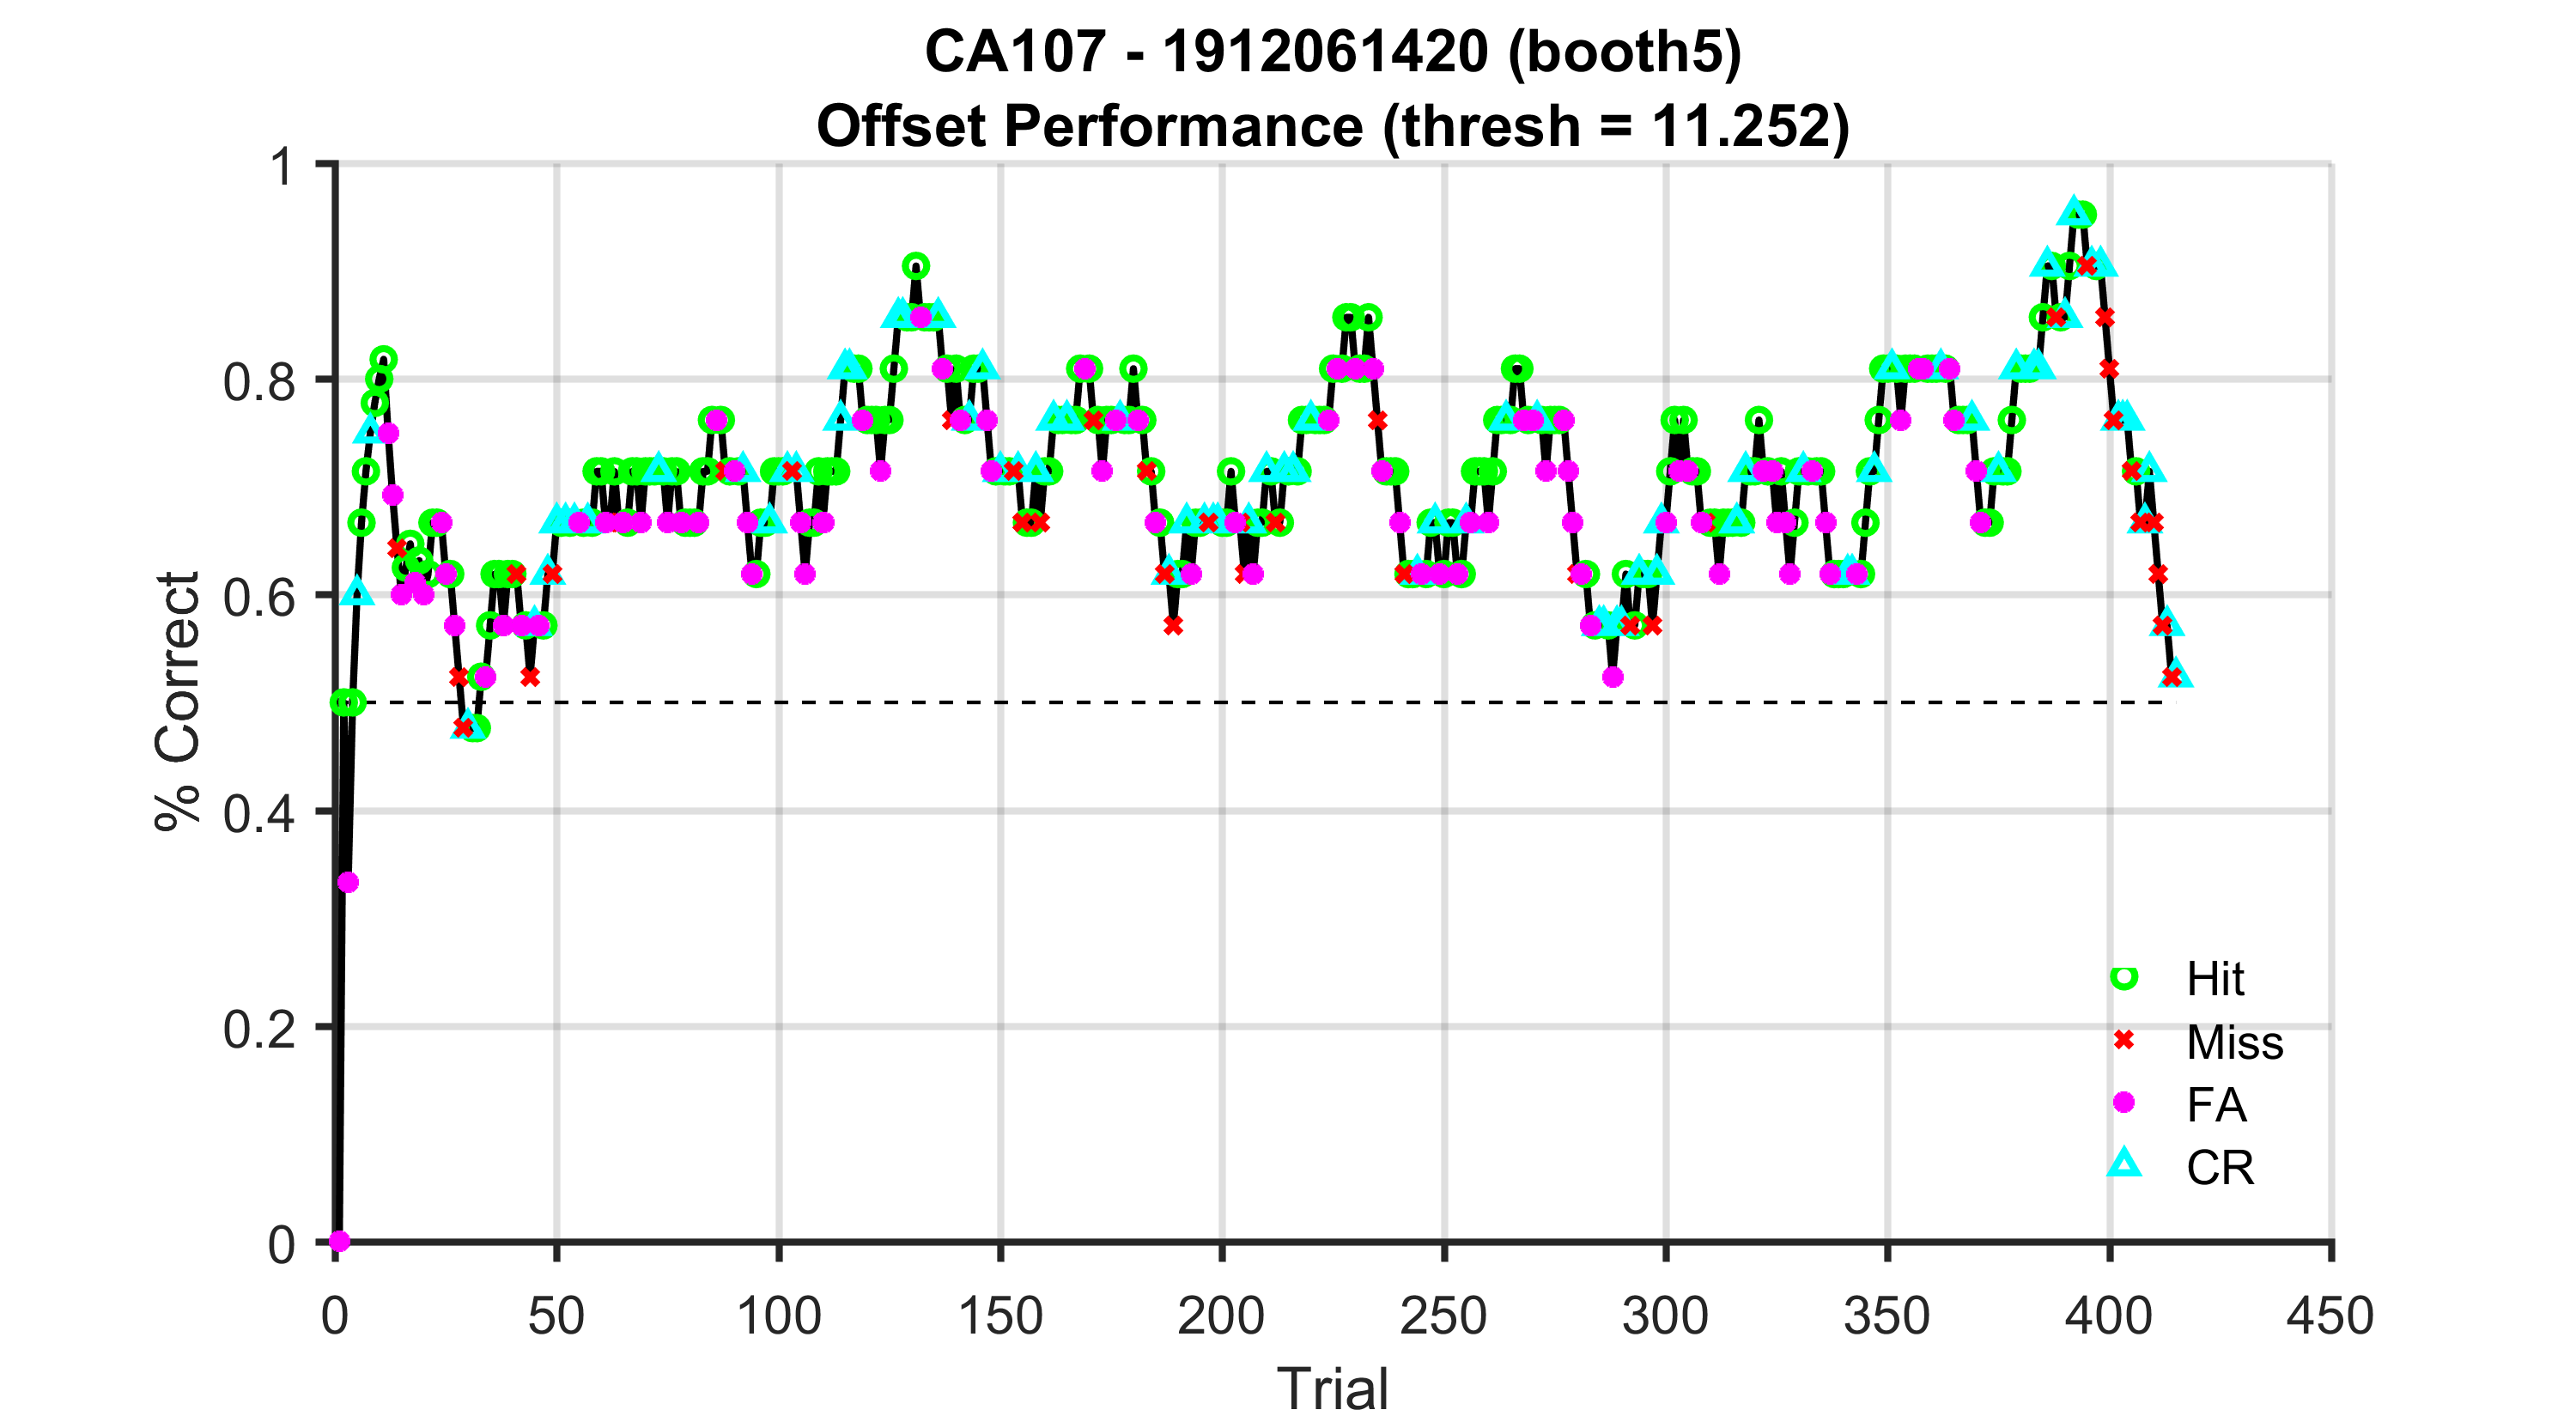 CA107 - 1912061420 (booth5)
Offset Performance (thresh = 11.252)
1
0.8
0.6
0.4
0.2
0
% Correct
0 50 100 150 200 250 300 350 400 450
Trial
Hit
Miss
FA
CR